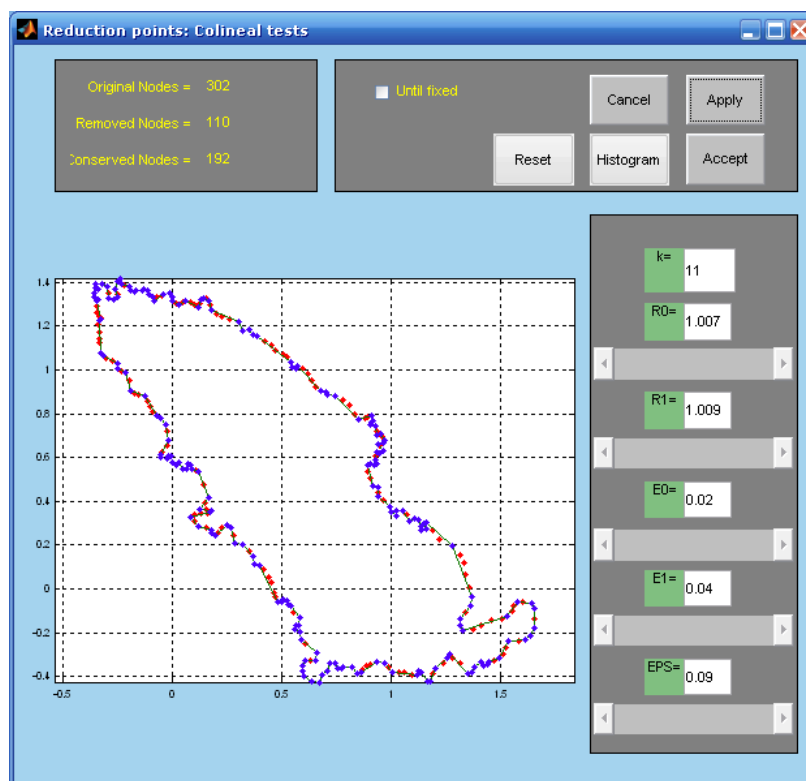 Reduction points: Colineal tests
Original Nodes = 302
Removed Nodes = 110
Conserved Nodes = 192
Until fixed
Cancel
Apply
Reset
Histogram
Accept
k= 11
R0= 1.007
R1= 1.009
E0= 0.02
E1= 0.04
EPS= 0.09
1.4
1.2
1
0.8
0.6
0.4
0.2
0
-0.2
-0.4
-0.5 0 0.5 1 1.5